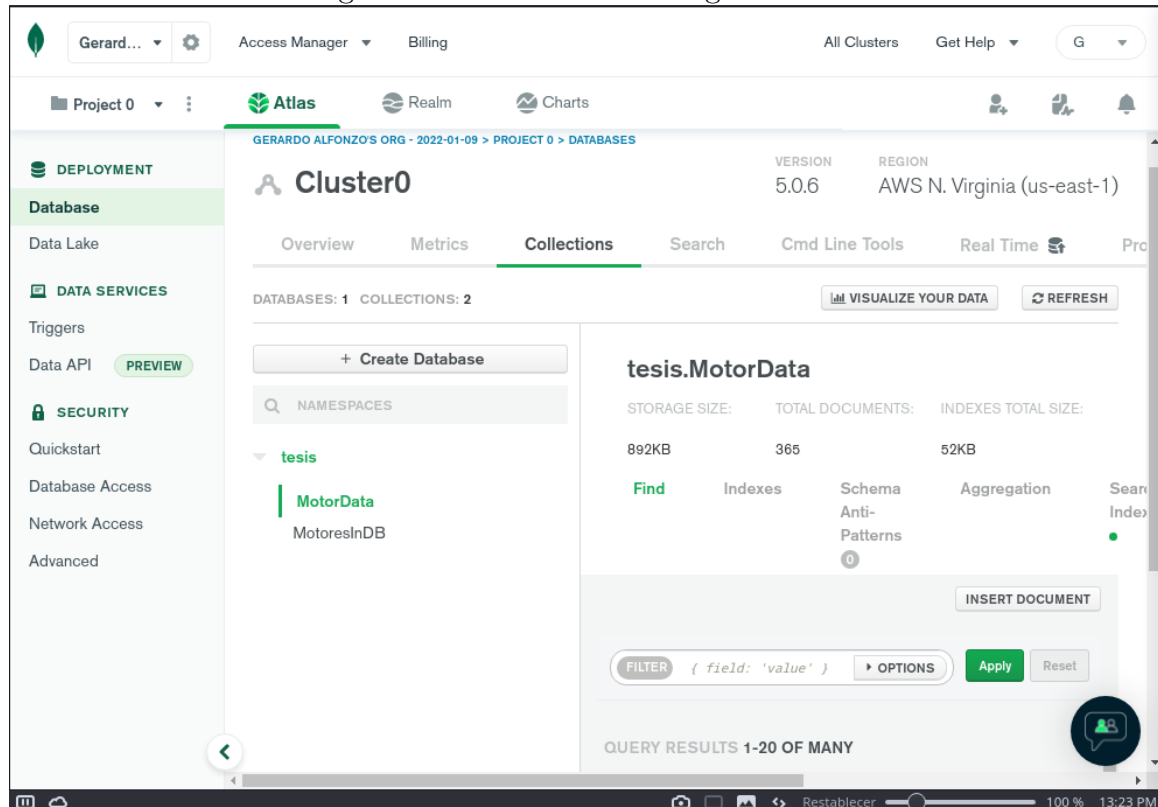 Gerard...
Access Manager
Billing
All Clusters
Get Help
G
Project 0
Atlas
Realm
Charts
GERARDO ALFONZO'S ORG - 2022-01-09 > PROJECT 0 > DATABASES
DEPLOYMENT
Database
Data Lake
DATA SERVICES
Triggers
Data API PREVIEW
SECURITY
Quickstart
Database Access
Network Access
Advanced
Cluster0
VERSION
5.0.6
REGION
AWS N. Virginia (us-east-1)
Overview
Metrics
Collections
Search
Cmd Line Tools
Real Time
Pro
DATABASES: 1 COLLECTIONS: 2
VISUALIZE YOUR DATA
REFRESH
+ Create Database
NAMESPACES
tesis
MotorData
MotoresInDB
tesis.MotorData
STORAGE SIZE:
892KB
TOTAL DOCUMENTS:
365
INDEXES TOTAL SIZE:
52KB
Find
Indexes
Schema
Anti-
Patterns
0
Aggregation
Sear
Index
INSERT DOCUMENT
FILTER { field: 'value' }
OPTIONS
Apply
Reset
QUERY RESULTS 1-20 OF MANY
Restablecer
100 %
13:23 PM